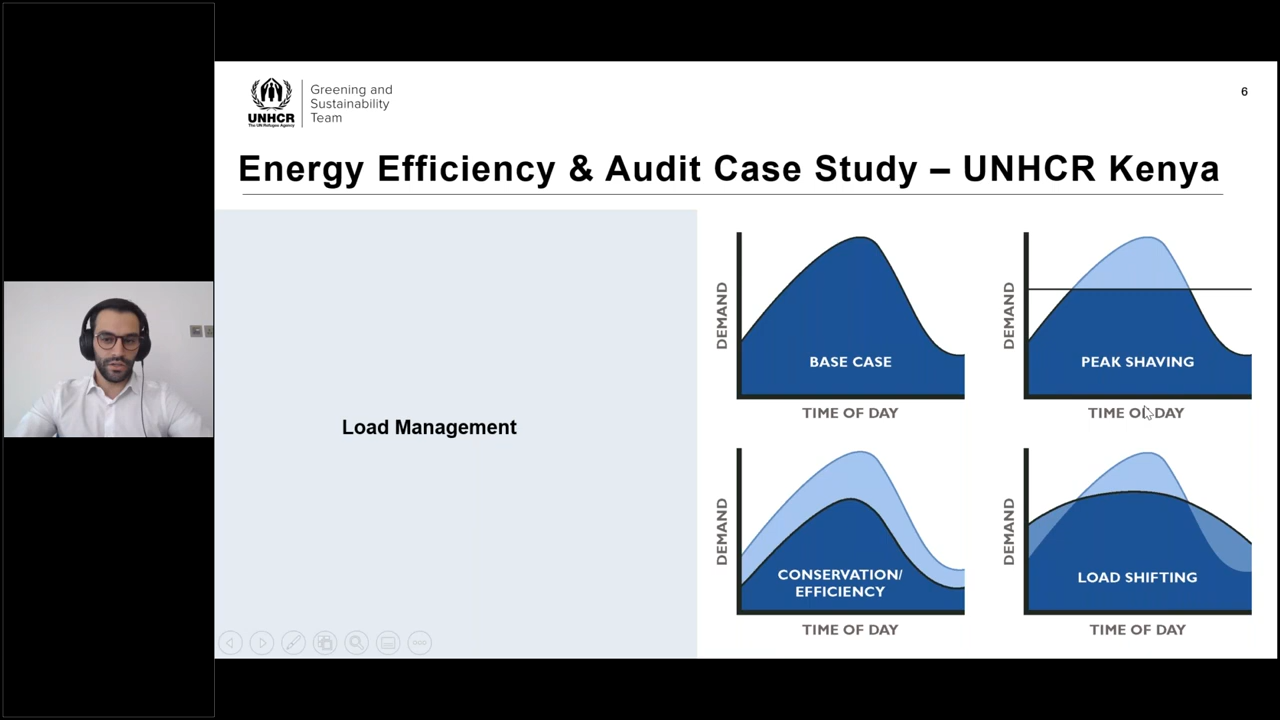 UNHCR
The UN Refugee Agency
Greening and
Sustainability
Team
6
Energy Efficiency & Audit Case Study – UNHCR Kenya
Load Management
DEMAND
BASE CASE
TIME OF DAY
DEMAND
PEAK SHAVING
TIME OF DAY
DEMAND
CONSERVATION/
EFFICIENCY
TIME OF DAY
DEMAND
LOAD SHIFTING
TIME OF DAY